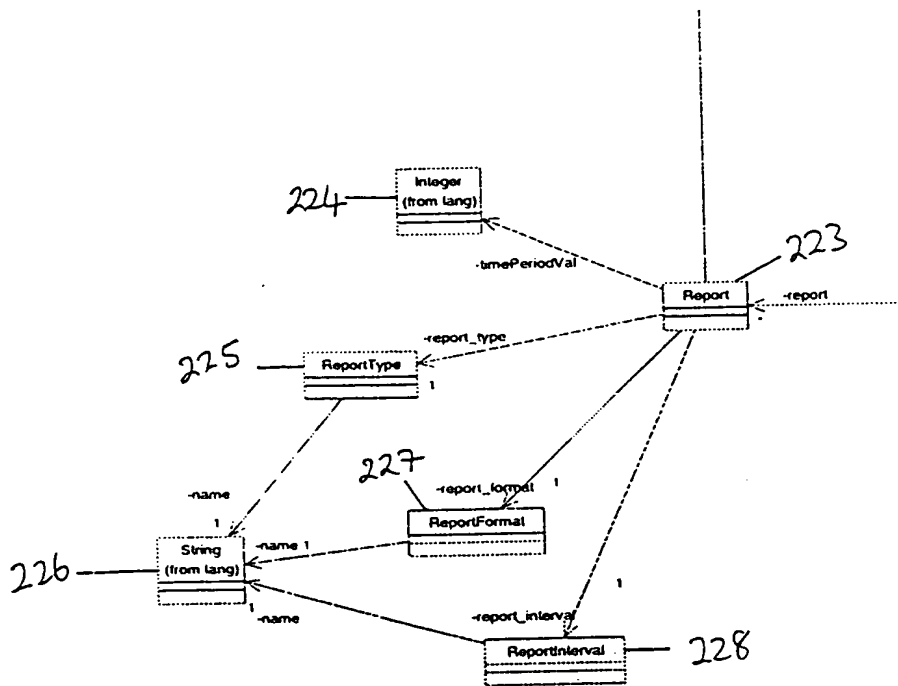 1
Integer
(from lang)
224
-timePeriodVal
223
Report
-report
-report_type
ReportType
225
1
227
-report_format
1
-name
1
ReportFormat
String
(from lang)
-name 1
226
1
-name
1
-report_interval
ReportInterval
228